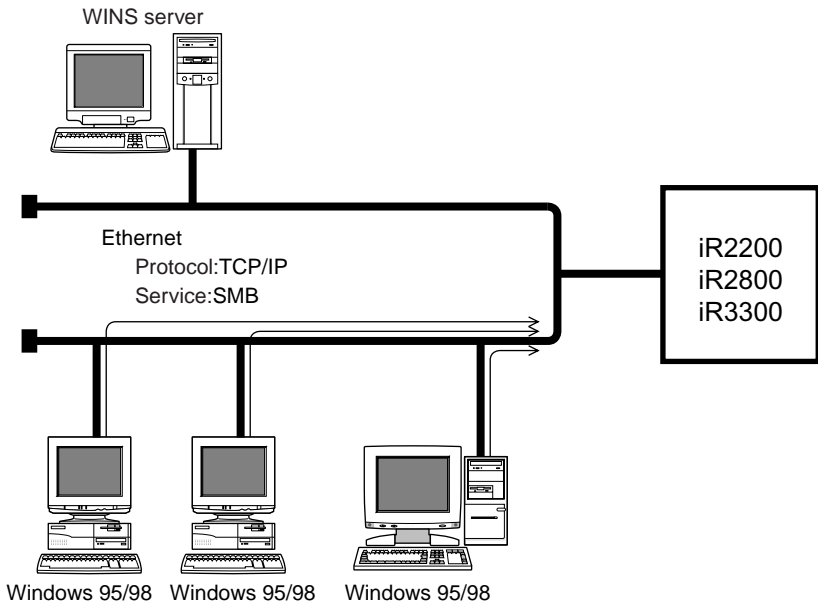 WINS server
Ethernet
Protocol:TCP/IP
Service:SMB
iR2200
iR2800
iR3300
Windows 95/98
Windows 95/98
Windows 95/98